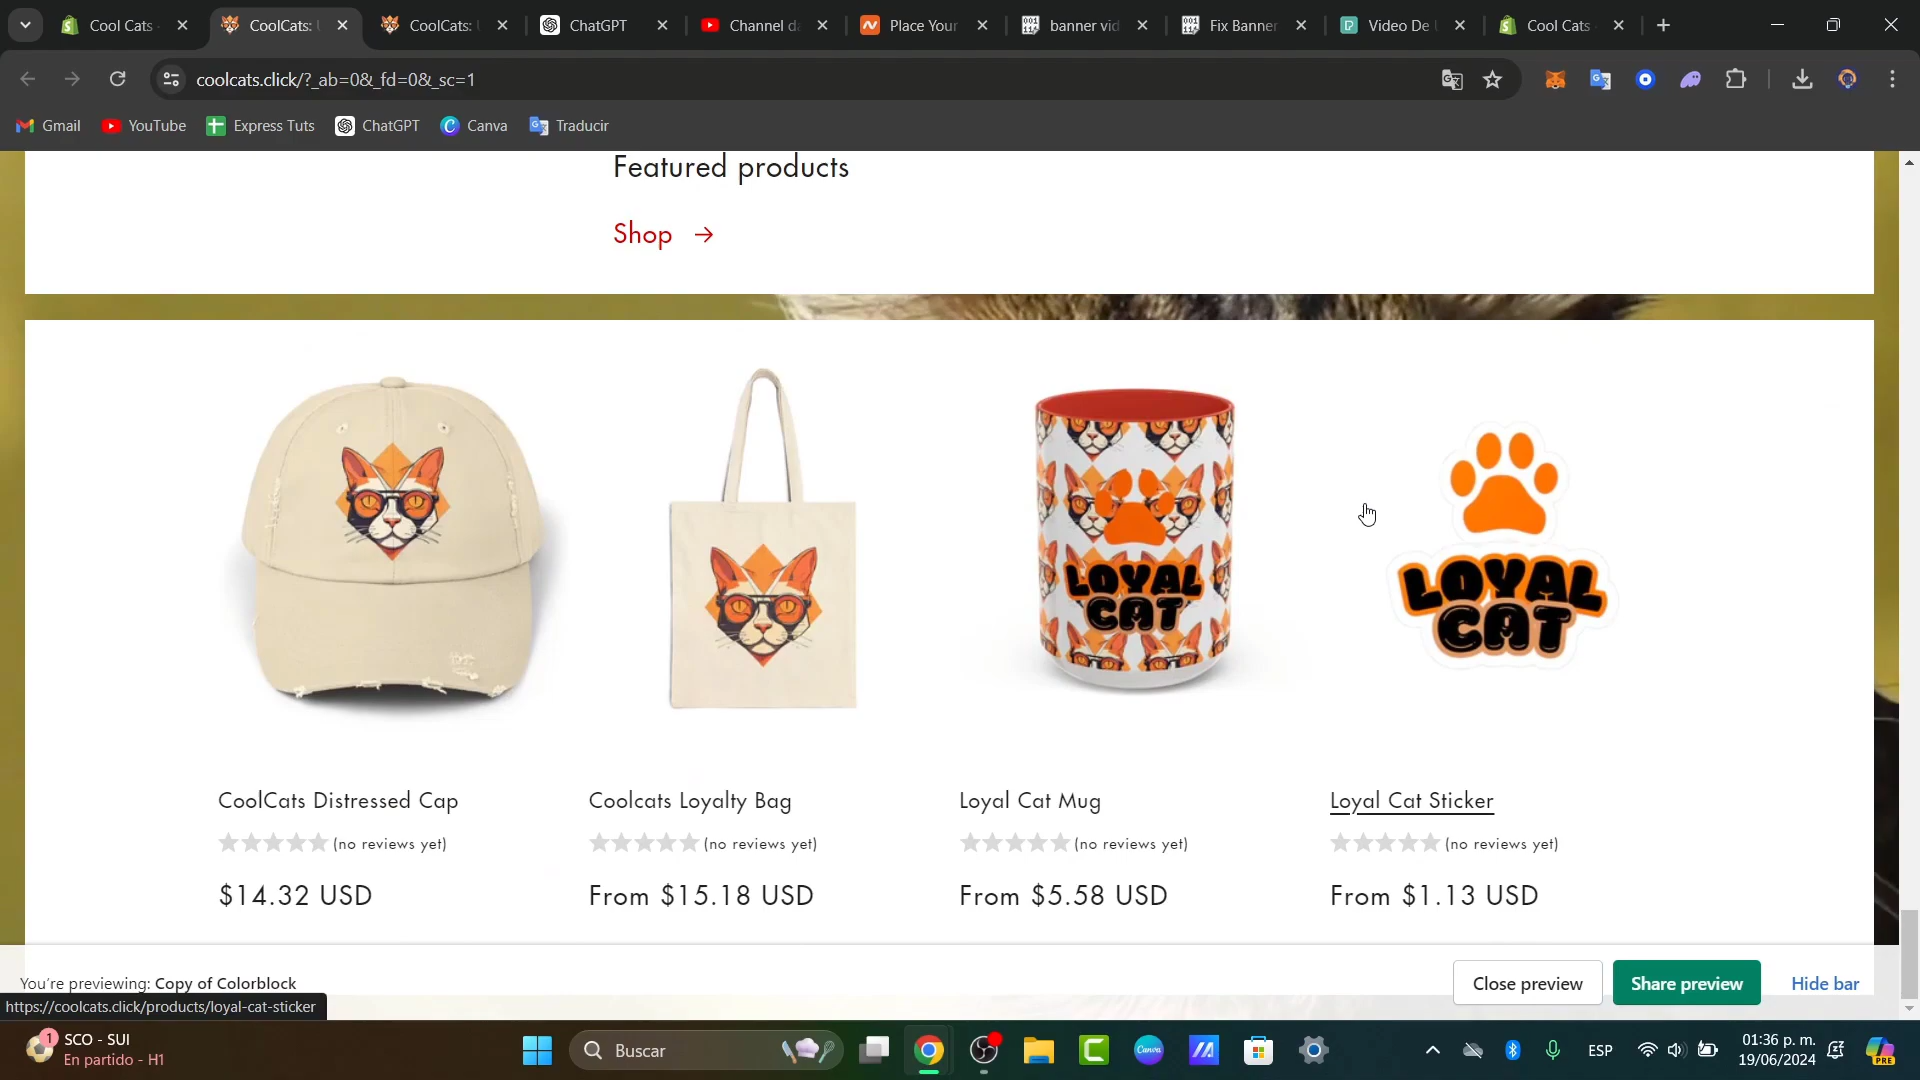 Cool Cats
CoolCats:
CoolCats:
ChatGPT
Channel da
Place Your
banner vid
Fix Banner
Video De
Cool Cats
coolcats.click/?_ab=0&_fd=0&_sc=1
Gmail
YouTube
Express Tuts
ChatGPT
Canva
Traducir
Featured products
Shop →
LOYAL
CAT
LOYAL
CAT
CoolCats Distressed Cap
Coolcats Loyalty Bag
Loyal Cat Mug
Loyal Cat Sticker
(no reviews yet)
(no reviews yet)
(no reviews yet)
(no reviews yet)
$14.32 USD
From $15.18 USD
From $5.58 USD
From $1.13 USD
You're previewing: Copy of Colorblock
Close preview
Share preview
Hide bar
https://coolcats.click/products/loyal-cat-sticker
1
SCO - SUI
En partido - H1
Buscar
Canva
ESP
01:36 p. m.
19/06/2024
PRE